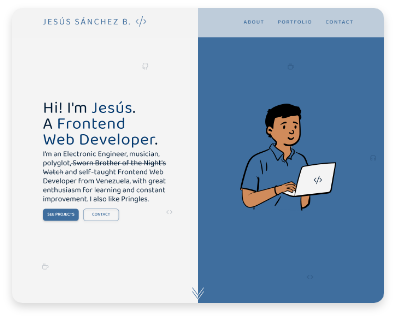 JESÚS SÁNCHEZ B. </>
ABOUT PORTFOLIO CONTACT
Hi! I'm Jesús.
A Frontend
Web Developer.
I'm an Electronic Engineer, musician,
polyglot, Sworn Brother of the Night's
Watch and self-taught Frontend Web
Developer from Venezuela, with great
enthusiasm for learning and constant
improvement. I also like Pringles.
SEE PROJECTS CONTACT
</>